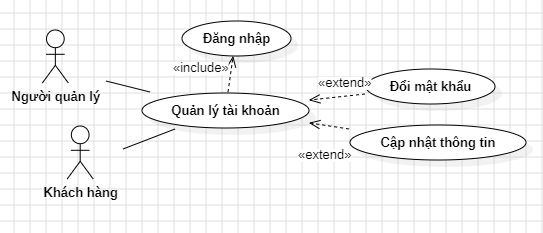 Đăng nhập
«include»
Người quản lý
Quản lý tài khoản
«extend»
Đổi mật khẩu
Khách hàng
Cập nhật thông tin
«extend»